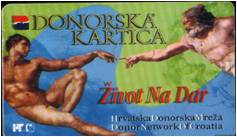 DONORSKA
KARTICA
Život Na Dar
Hrvatska Donorska Mreža
Donor Network Of Croatia